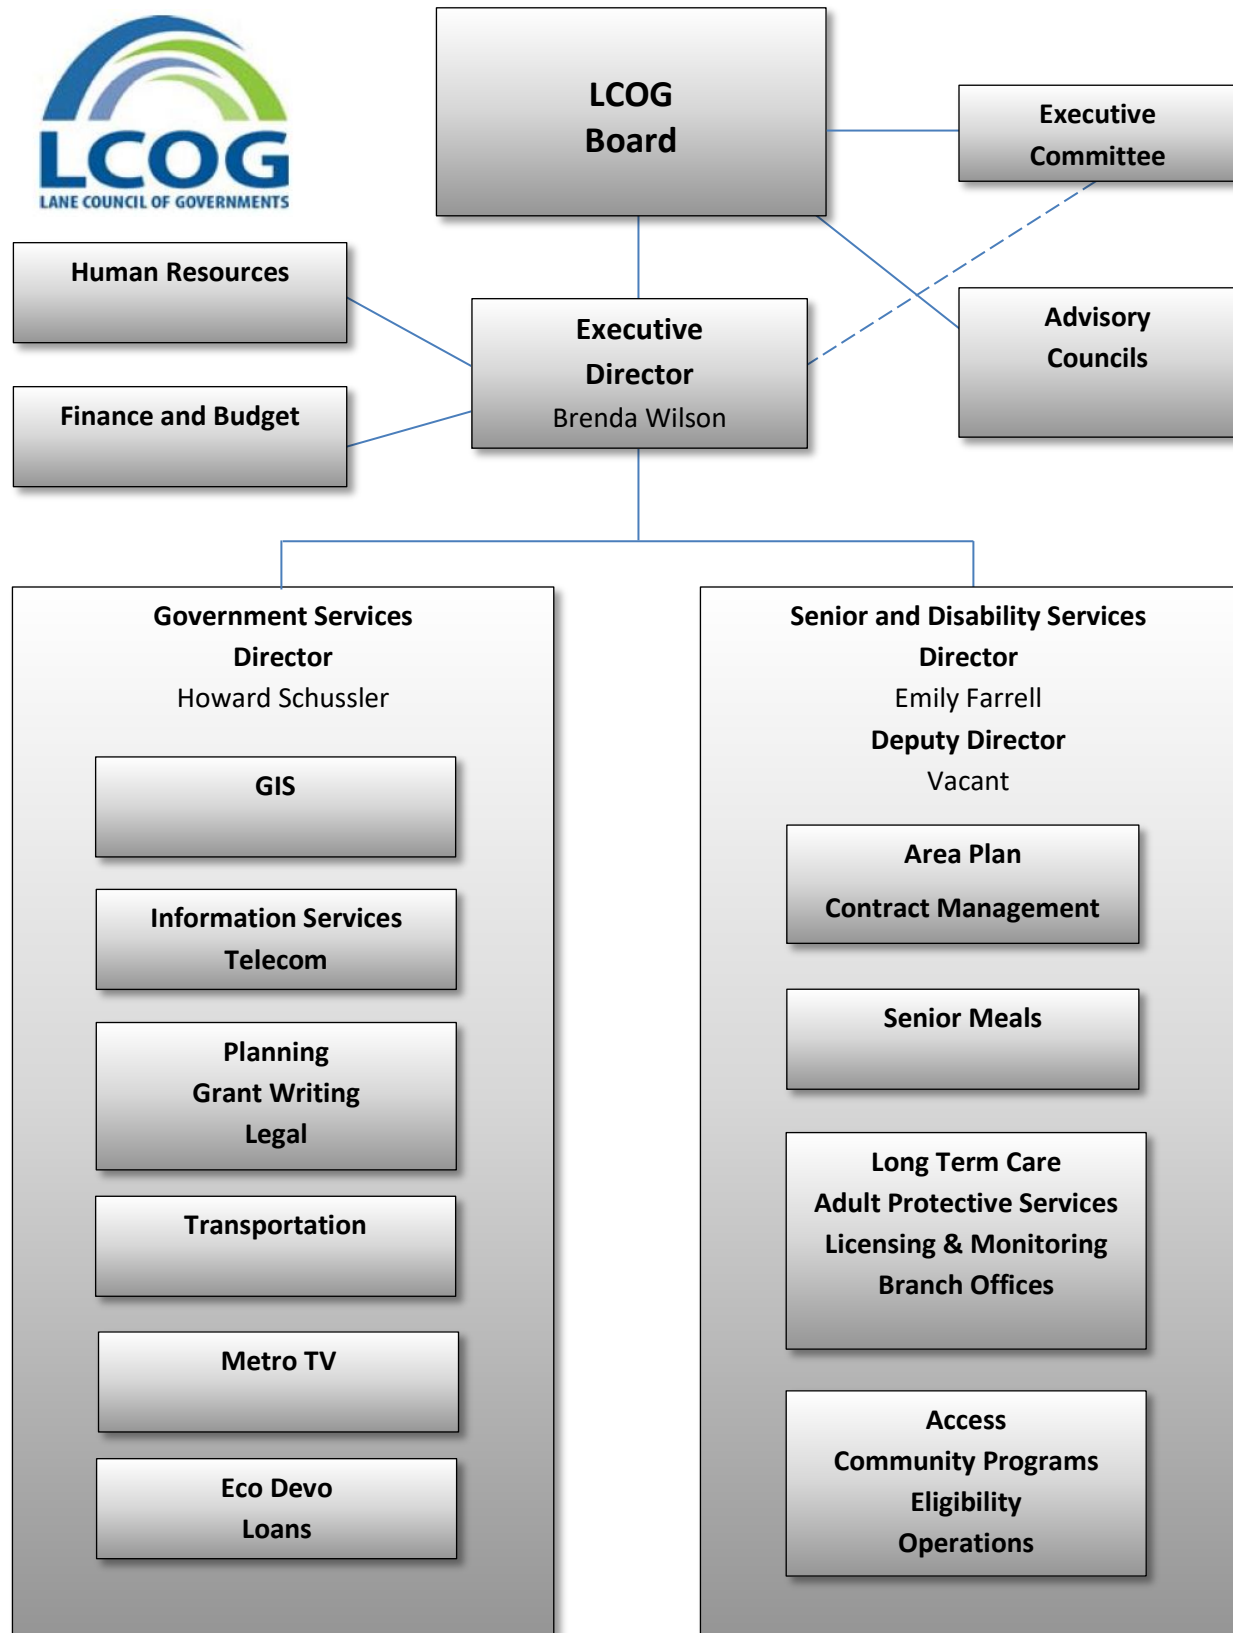 LCOG
LANE COUNCIL OF GOVERNMENTS
LCOG
Board
Executive
Committee
Human Resources
Executive
Director
Brenda Wilson
Advisory
Councils
Finance and Budget
Government Services
Director
Howard Schussler
GIS
Information Services
Telecom
Planning
Grant Writing
Legal
Transportation
Metro TV
Eco Devo
Loans
Senior and Disability Services
Director
Emily Farrell
Deputy Director
Vacant
Area Plan
Contract Management
Senior Meals
Long Term Care
Adult Protective Services
Licensing & Monitoring
Branch Offices
Access
Community Programs
Eligibility
Operations